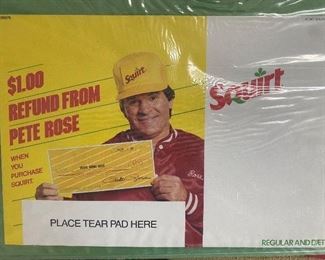 $1.00
REFUND FROM
PETE ROSE
WHEN
YOU
PURCHASE
SQUIRT.
Squirt
Squirt
Rose
PLACE TEAR PAD HERE
REGULAR AND DIET